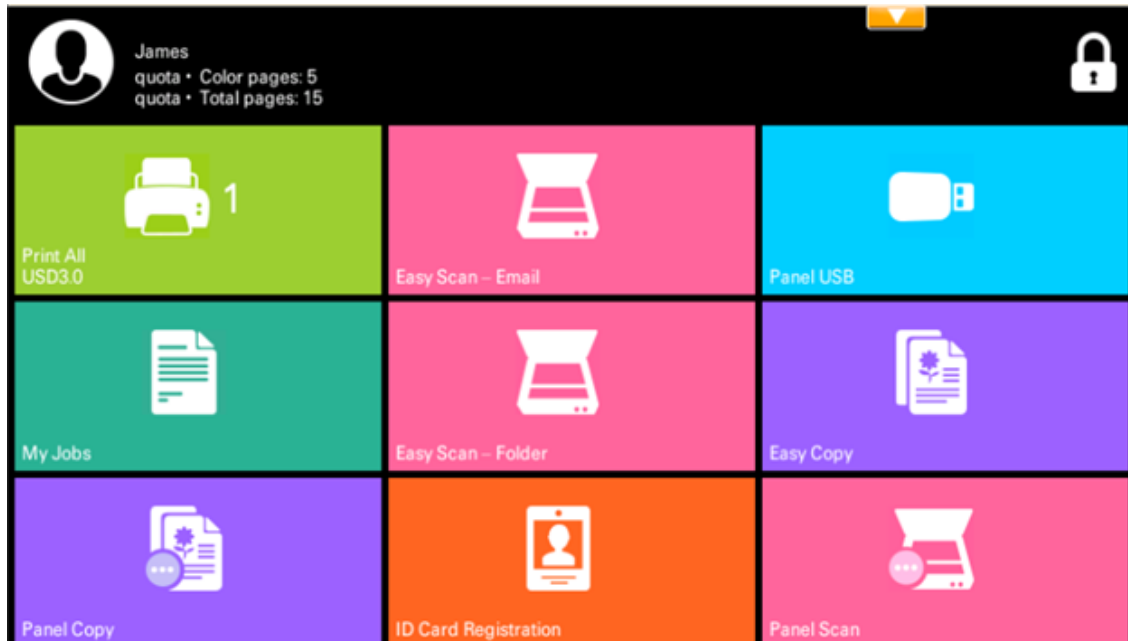 James
quota • Color pages: 5
quota • Total pages: 15
1
Print All
USD3.0
Easy Scan – Email
Panel USB
My Jobs
Easy Scan – Folder
Easy Copy
Panel Copy
ID Card Registration
Panel Scan